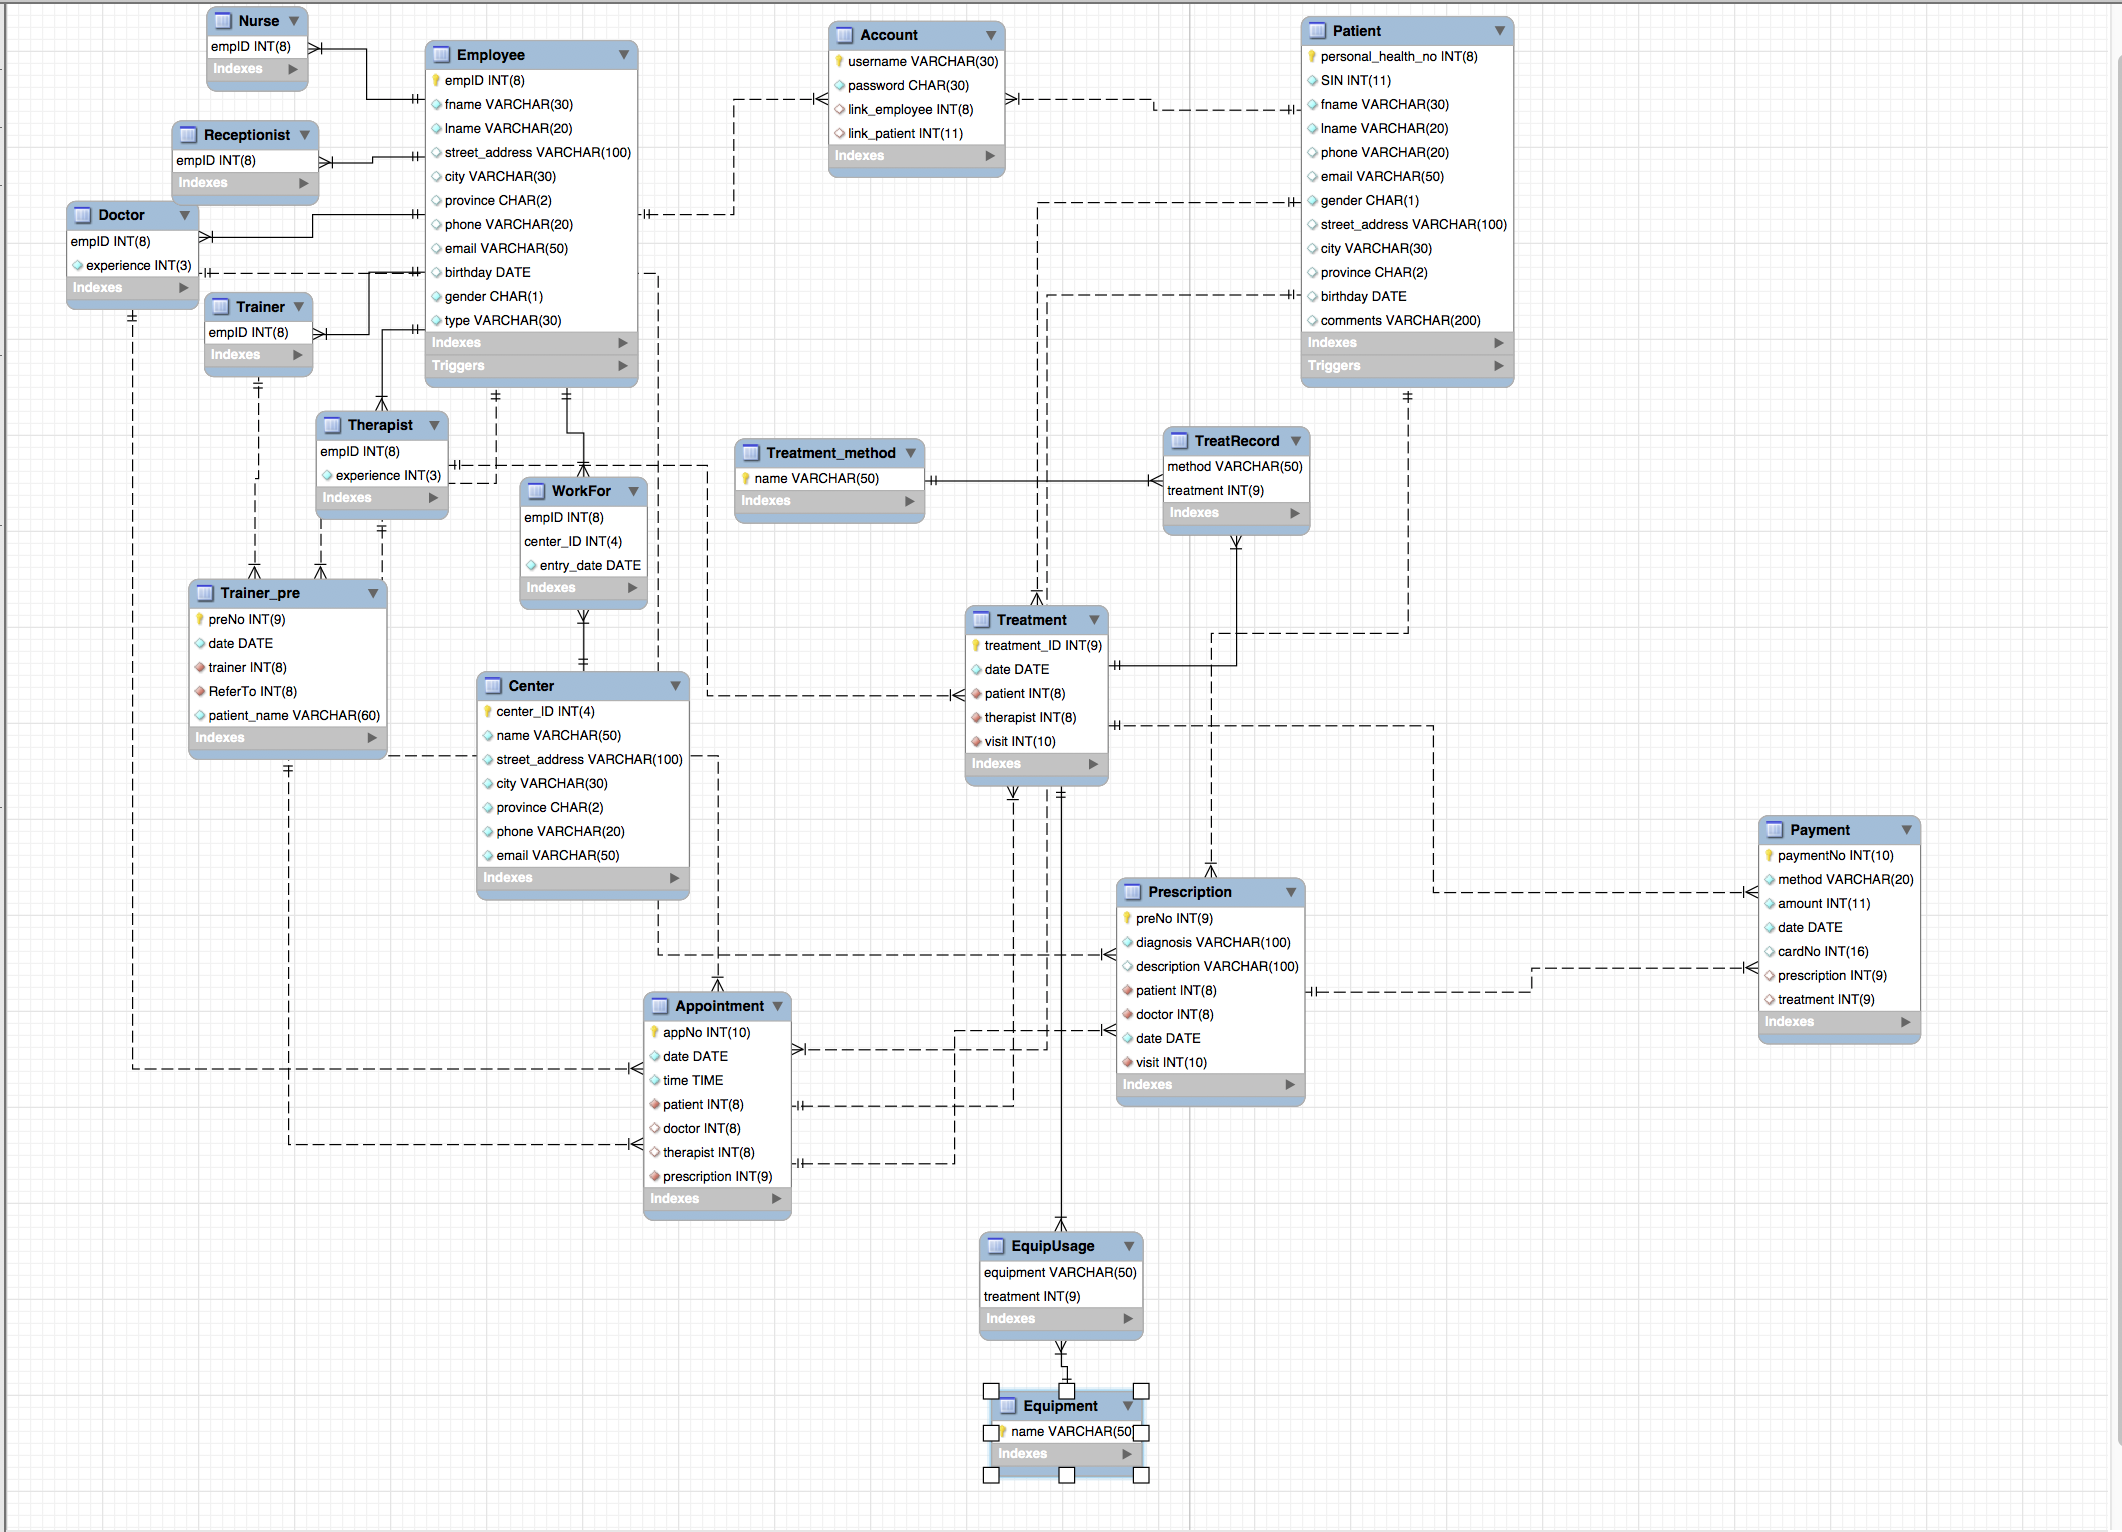 Nurse
empID INT(8)
Indexes
Receptionist
empID INT(8)
Indexes
Doctor
empID INT(8)
experience INT(3)
Indexes
Trainer
empID INT(8)
Indexes
Employee
empID INT(8)
fname VARCHAR(30)
lname VARCHAR(20)
street_address VARCHAR(100)
city VARCHAR(30)
province CHAR(2)
phone VARCHAR(20)
email VARCHAR(50)
birthday DATE
gender CHAR(1)
type VARCHAR(30)
Indexes
Triggers
Account
username VARCHAR(30)
password CHAR(30)
link_employee INT(8)
link_patient INT(11)
Indexes
Patient
personal_health_no INT(8)
SIN INT(11)
fname VARCHAR(30)
lname VARCHAR(20)
phone VARCHAR(20)
email VARCHAR(50)
gender CHAR(1)
street_address VARCHAR(100)
city VARCHAR(30)
province CHAR(2)
birthday DATE
comments VARCHAR(200)
Indexes
Triggers
Therapist
empID INT(8)
experience INT(3)
Indexes
WorkFor
empID INT(8)
center_ID INT(4)
entry_date DATE
Indexes
Treatment_method
name VARCHAR(50)
Indexes
TreatRecord
method VARCHAR(50)
treatment INT(9)
Indexes
Trainer_pre
preNo INT(9)
date DATE
trainer INT(8)
ReferTo INT(8)
patient_name VARCHAR(60)
Indexes
Center
center_ID INT(4)
name VARCHAR(50)
street_address VARCHAR(100)
city VARCHAR(30)
province CHAR(2)
phone VARCHAR(20)
email VARCHAR(50)
Indexes
Treatment
treatment_ID INT(9)
date DATE
patient INT(8)
therapist INT(8)
visit INT(10)
Indexes
Payment
paymentNo INT(10)
method VARCHAR(20)
amount INT(11)
date DATE
cardNo INT(16)
prescription INT(9)
treatment INT(9)
Indexes
Prescription
preNo INT(9)
diagnosis VARCHAR(100)
description VARCHAR(100)
patient INT(8)
doctor INT(8)
date DATE
visit INT(10)
Indexes
Appointment
appNo INT(10)
date DATE
time TIME
patient INT(8)
doctor INT(8)
therapist INT(8)
prescription INT(9)
Indexes
EquipUsage
equipment VARCHAR(50)
treatment INT(9)
Indexes
Equipment
name VARCHAR(50
Indexes